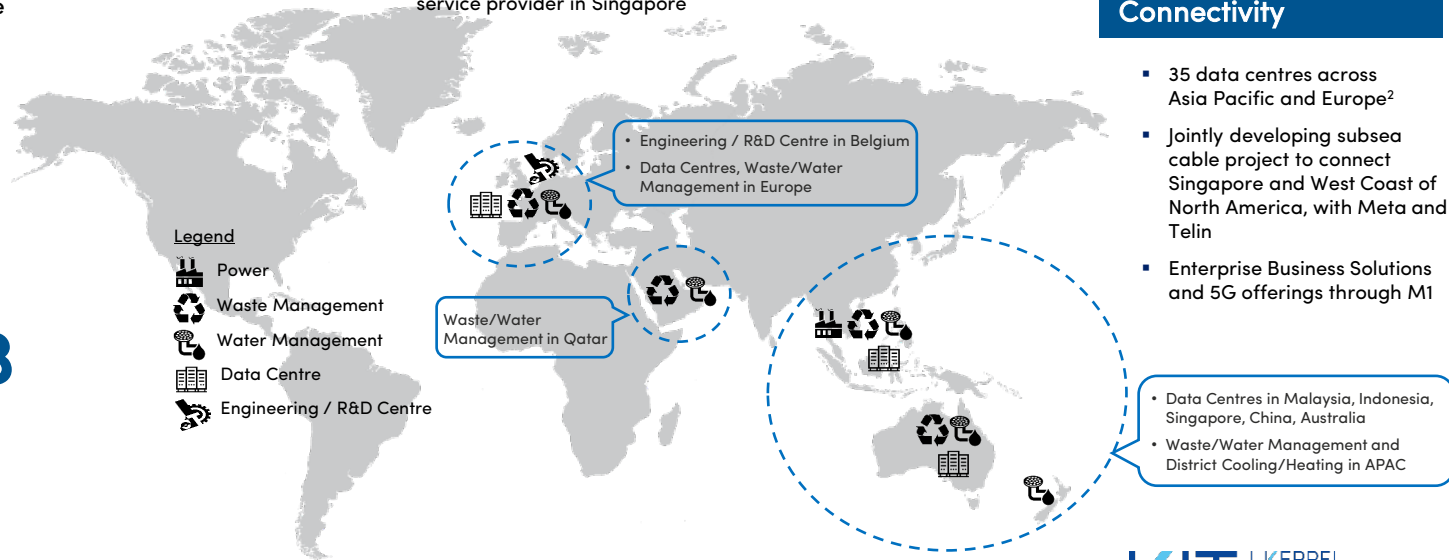 e
service provider in Singapore
Connectivity
▪ 35 data centres across
Asia Pacific and Europe²
▪ Jointly developing subsea
cable project to connect
Singapore and West Coast of
North America, with Meta and
Telin
▪ Enterprise Business Solutions
and 5G offerings through M1
• Engineering / R&D Centre in Belgium
• Data Centres, Waste/Water
Management in Europe
Legend
Power
Waste Management
Water Management
Data Centre
Engineering / R&D Centre
Waste/Water
Management in Qatar
• Data Centres in Malaysia, Indonesia,
Singapore, China, Australia
• Waste/Water Management and
District Cooling/Heating in APAC